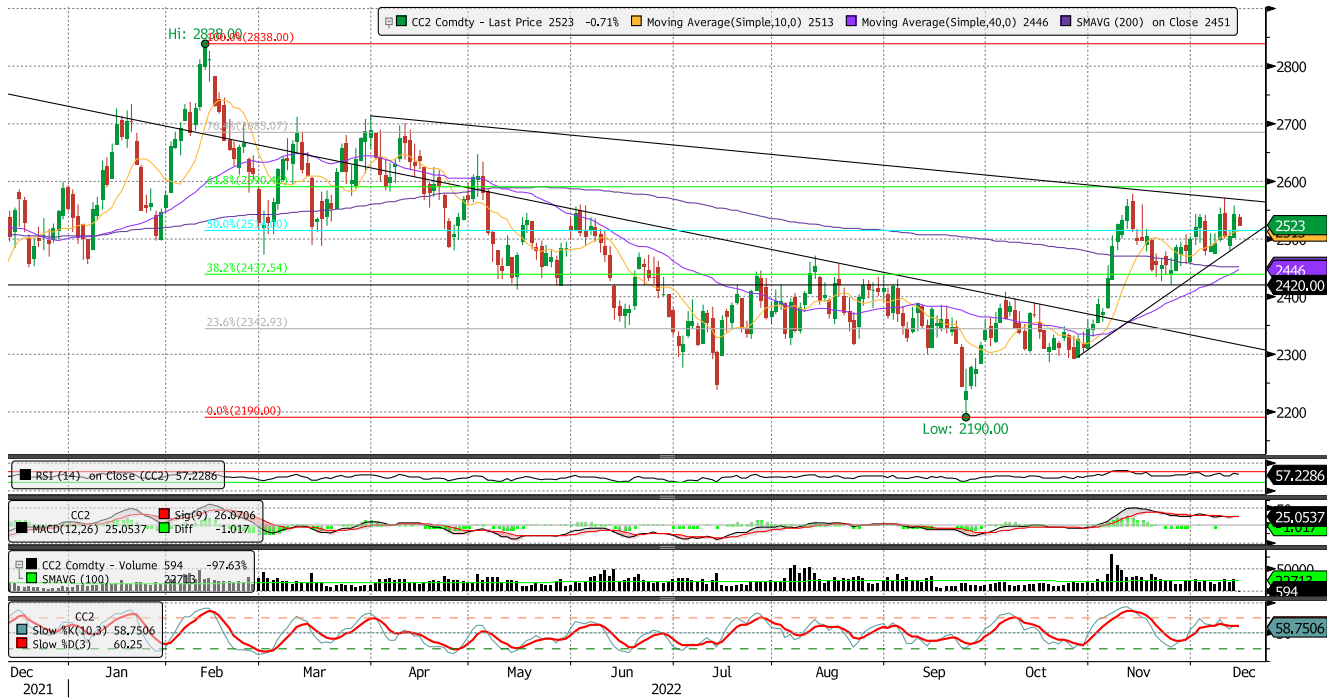 CC2 Comdty - Last Price 2523 -0.71% Moving Average(Simple,10,0) 2513 Moving Average(Simple,40,0) 2446 SMAVG (200) on Close 2451
Hi: 2838.00
100.0%(2838.00)
2800
2700
2600
61.8%
50.0%
2523
38.2%(2437.54)
2446
2420.00
2400
23.6%(2342.93)
2300
0.0%(2190.00)
2200
Low: 2190.00
RSI (14) on Close (CC2) 57.2286
57.2286
CC2 Sig(9) 26.0706
MACD(12,26) 25.0537 Diff -1.017
25.0537
CC2 Comdty - Volume 594 -97.63%
SMAVG (100) 22713
50000
22713
594
CC2
Slow %K(10,3) 58.7506
Slow %D(3) 60.25
58.7506
Dec Jan Feb Mar Apr May Jun Jul Aug Sep Oct Nov Dec
2021 2022